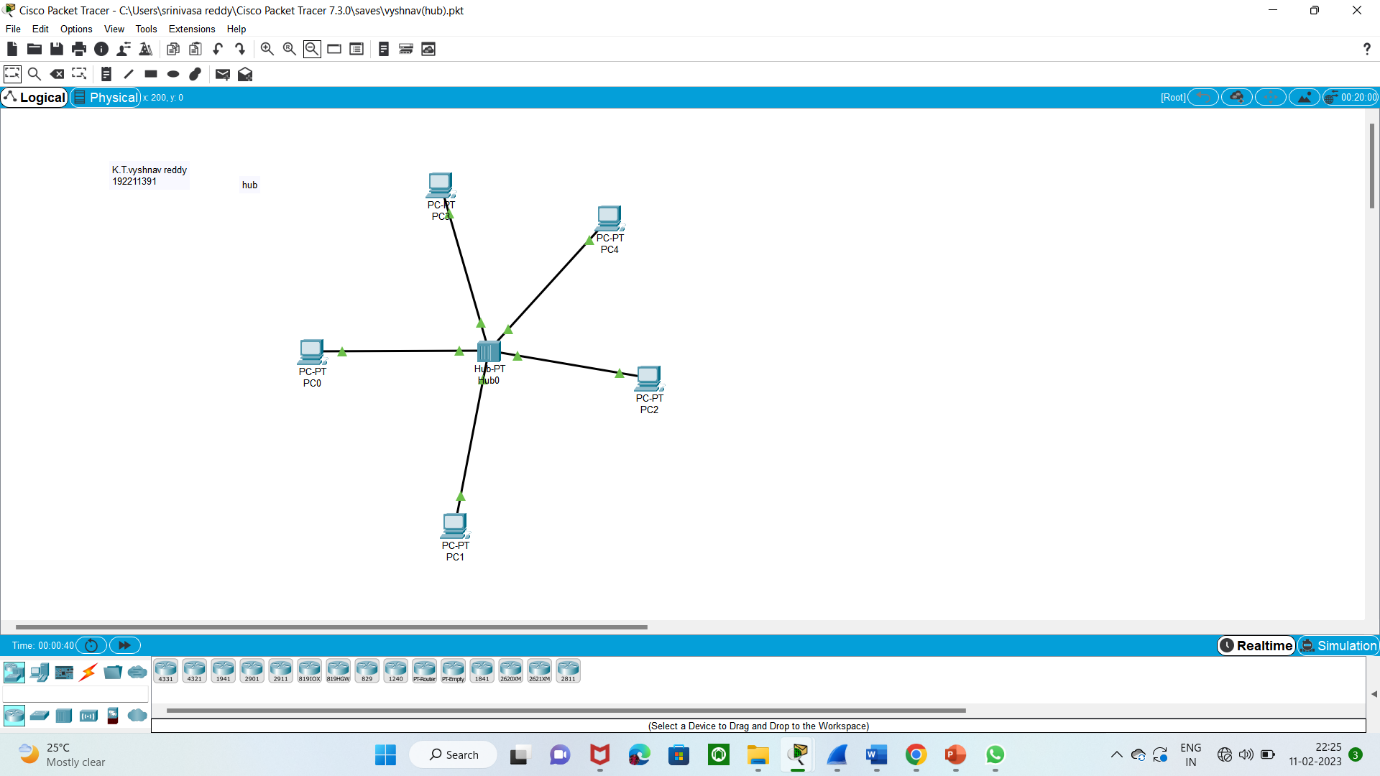 Cisco Packet Tracer - C:\Users\srinivasa reddy\Cisco Packet Tracer 7.3.0\saves\vyshnav(hub).pkt
File Edit Options View Tools Extensions Help
?
Logical Physical x: 200, y: 0 [Root] 00:20:00
K.T.vyshnav reddy
192211391
hub
PC-PT
PC-PT
PC4
PC-PT
PC0
Hub-PT
Hub0
PC-PT
PC2
PC-PT
PC1
Time: 00:00:40 Realtime Simulation
4331 4321 1941 2901 2911 819IOX 819HGW 829 1240 PT-Router PT-Empty 1841 2620XM 2621XM 2811
(Select a Device to Drag and Drop to the Workspace)
25°C
Mostly clear
Search
ENG
IN
22:25
11-02-2023
3